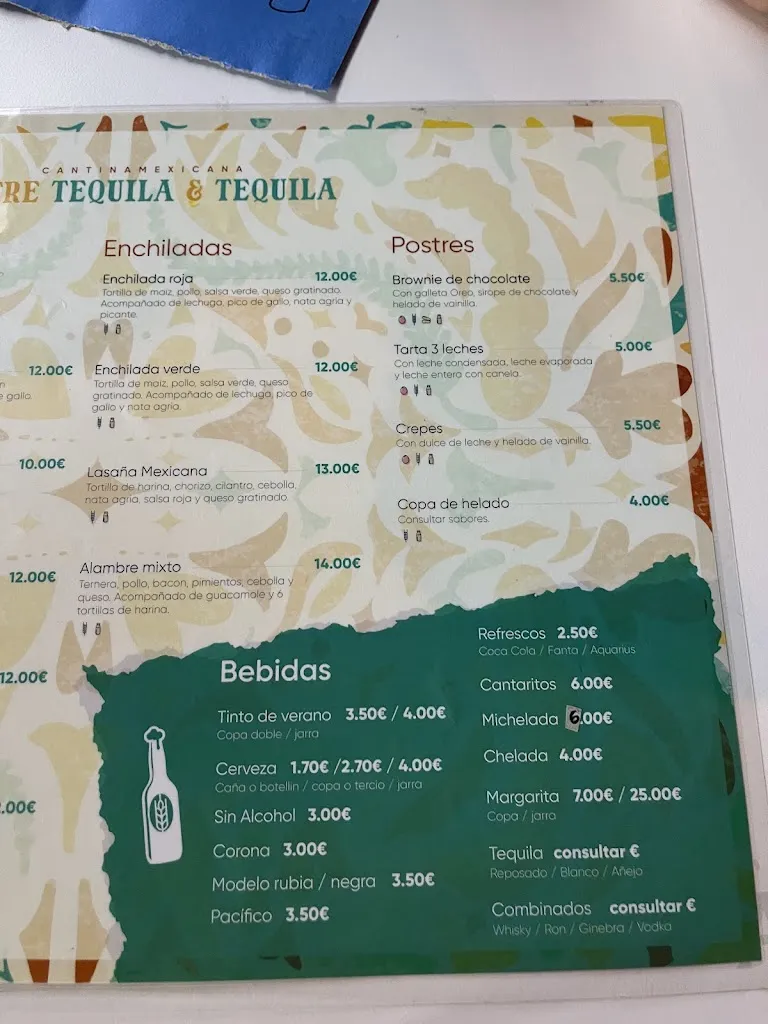 CANTINAMEXICANA
TRE TEQUILA & TEQUILA
12.00€
gallo.
10.00€
12.00€
12.00€
.00€
Enchiladas
Enchilada roja 12.00€
Tortilla de maiz, pollo, salsa verde, queso gratinado.
Acompañado de lechuga, pico de gallo, nata agria y
picante.
Enchilada verde 12.00€
Tortilla de maiz, pollo, salsa verde, queso
gratinado. Acompañado de lechuga, pico de
gallo y nata agria.
Lasaña Mexicana 13.00€
Tortilla de harina, chorizo, cilantro, cebolla,
nata agria, salsa roja y queso gratinado.
Alambre mixto 14.00€
Ternera, pollo, bacon, pimientos, cebolla y
queso. Acompañado de guacamole y 6
tortillas de harina.
Postres
Brownie de chocolate 5.50€
Con galleta Oreo, sirope de chocolate y
helado de vainilla.
Tarta 3 leches 5.00€
Con leche condensada, leche evaporada
y leche entera con canela.
Crepes 5.50€
Con dulce de leche y helado de vainilla.
Copa de helado 4.00€
Consultar sabores.
Bebidas
Tinto de verano 3.50€ / 4.00€
Copa doble / jarra
Cerveza 1.70€ /2.70€ / 4.00€
Caña o botellin / copa o tercio / jarra
Sin Alcohol 3.00€
Corona 3.00€
Modelo rubia / negra 3.50€
Pacífico 3.50€
Refrescos 2.50€
Coca Cola / Fanta / Aquarius
Cantaritos 6.00€
Michelada 6.00€
Chelada 4.00€
Margarita 7.00€ / 25.00€
Copa / jarra
Tequila consultar €
Reposado / Blanco / Añejo
Combinados consultar €
Whisky / Ron / Ginebra / Vodka